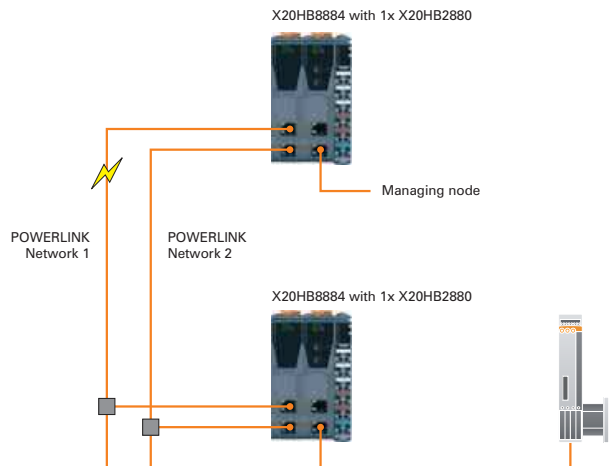 X20HB8884 with 1x X20HB2880
Managing node
POWERLINK
Network 1
POWERLINK
Network 2
X20HB8884 with 1x X20HB2880